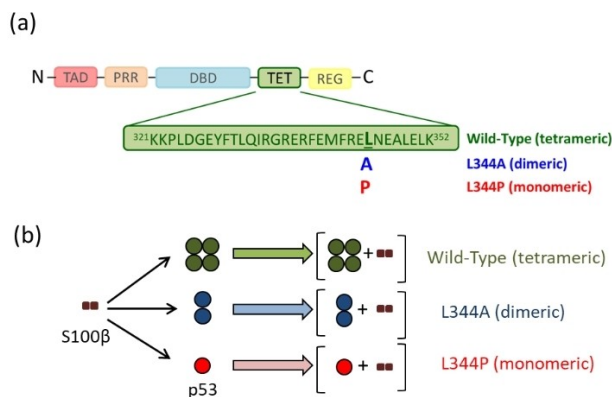 (a)
N TAD PRR DBD TET REG C
³²¹KKPLDGEYFTLQIRGRERFEMFRELNEALELK³⁵² Wild-Type (tetrameric)
A L344A (dimeric)
P L344P (monomeric)
(b)
+ Wild-Type (tetrameric)
S100β + L344A (dimeric)
+ L344P (monomeric)
p53